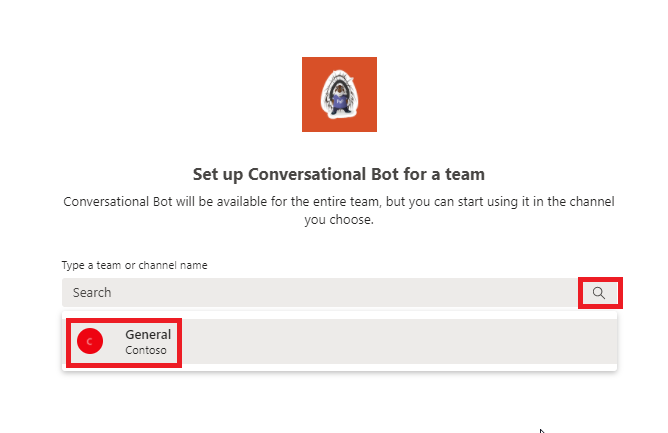 Set up Conversational Bot for a team
Conversational Bot will be available for the entire team, but you can start using it in the channel
you choose.
Type a team or channel name
Search
C
General
Contoso